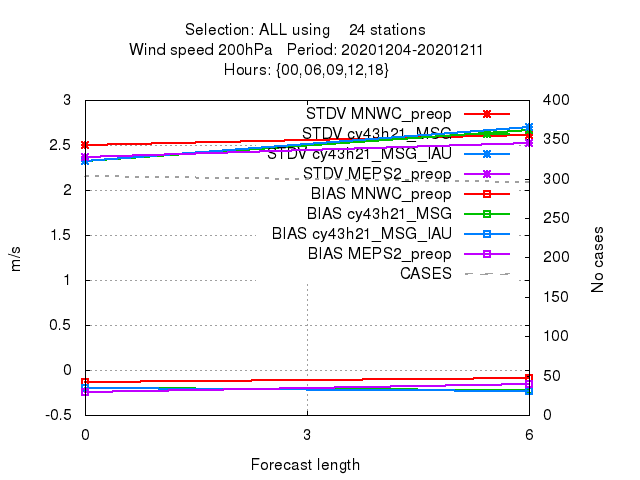 Selection: ALL using 24 stations
Wind speed 200hPa Period: 20201204-20201211
Hours: {00,06,09,12,18}
STDV MNWC_preop
STDV cy43h21_MSG
STDV cy43h21_MSG_IAU
STDV MEPS2_preop
BIAS MNWC_preop
BIAS cy43h21_MSG
BIAS cy43h21_MSG_IAU
BIAS MEPS2_preop
CASES
3
2.5
2
1.5
1
0.5
0
-0.5
m/s
400
350
300
250
200
150
100
50
0
No cases
0 3 6
Forecast length